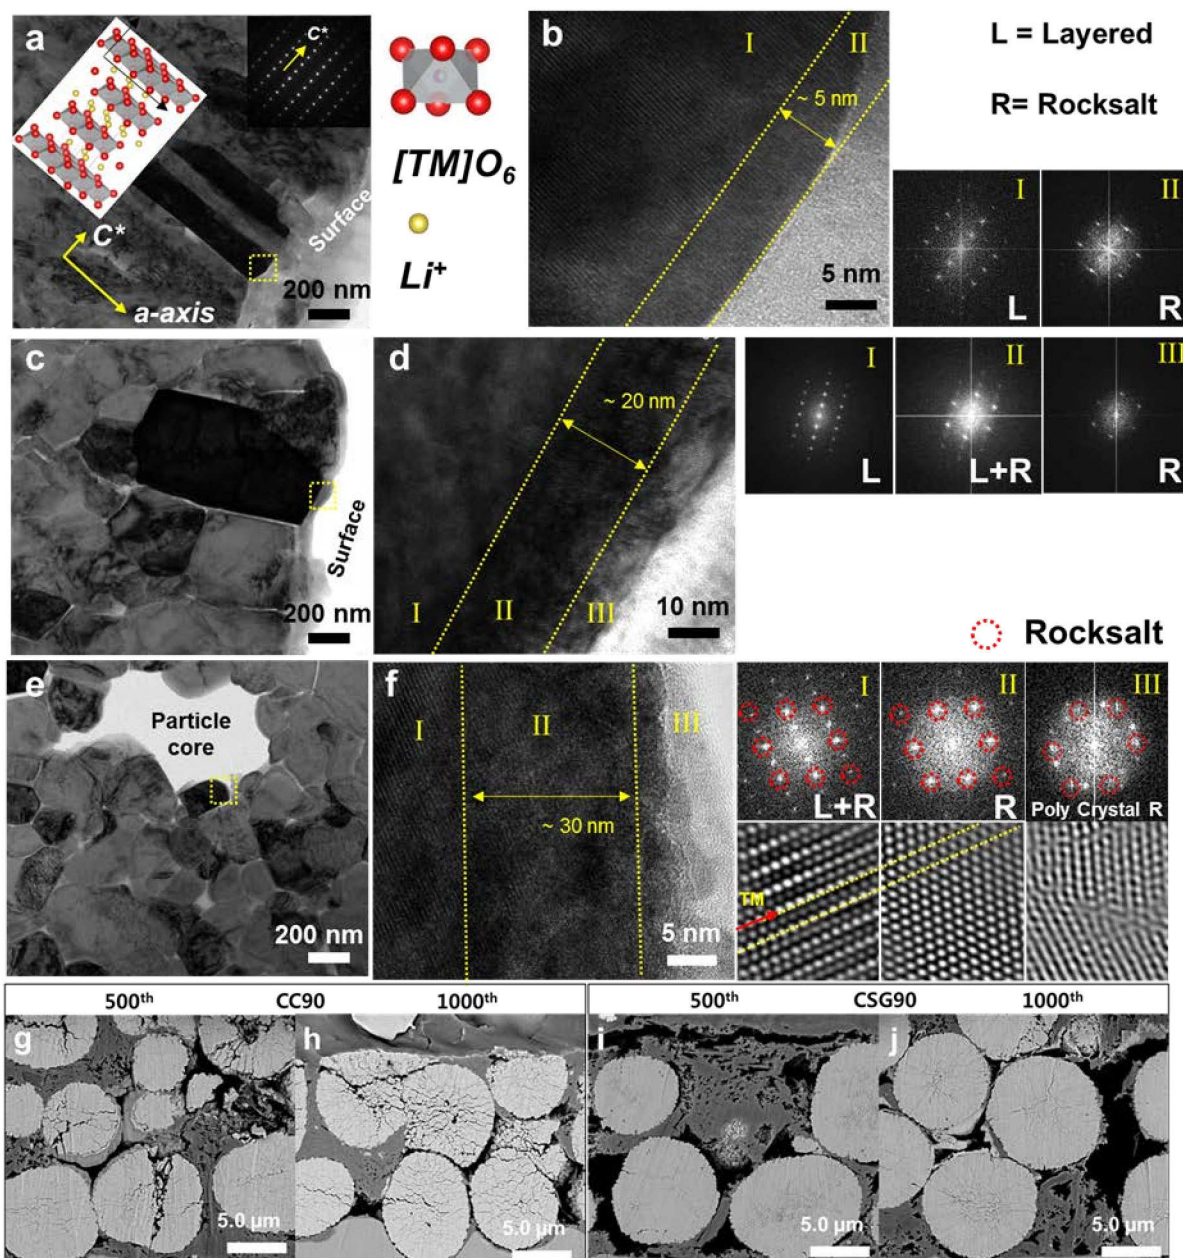 a
C*
C*
a-axis
Surface
200 nm
[TM]O6
Li+
b
I
II
~ 5 nm
5 nm
L = Layered
R= Rocksalt
I
L
II
R
c
Surface
200 nm
d
~ 20 nm
I
II
III
10 nm
I
L
II
L+R
III
R
Rocksalt
e
Particle
core
200 nm
f
I
II
III
~ 30 nm
5 nm
I
L+R
II
R
III
Poly Crystal R
TM
500th CC90 1000th
500th CSG90 1000th
g
5.0 µm
h
5.0 µm
i
5.0 µm
j
5.0 µm